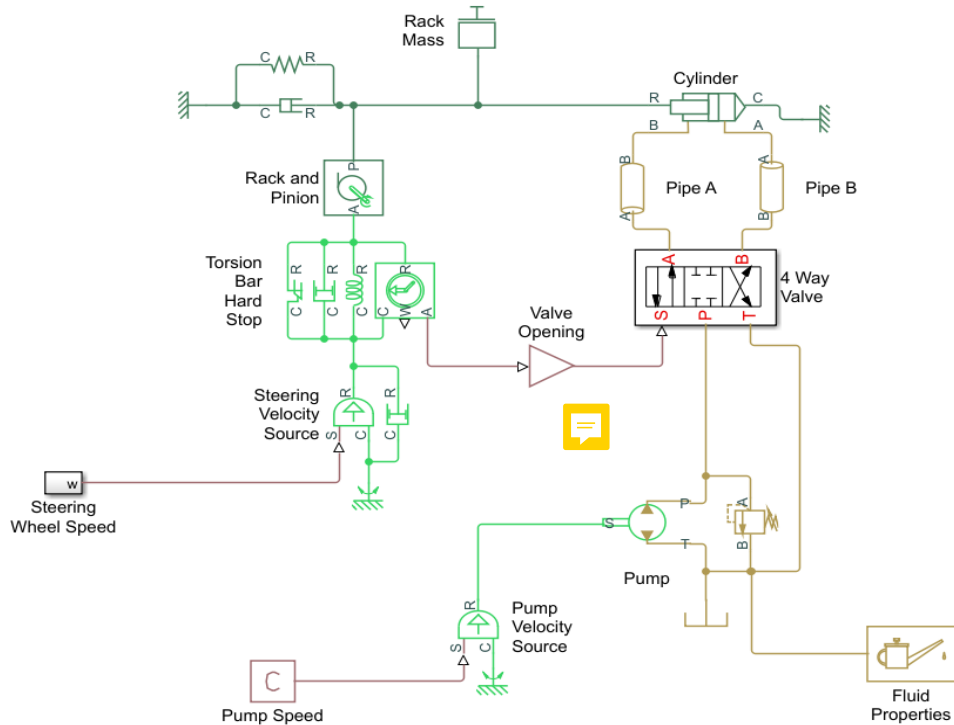 Rack
Mass
C R
C R
Cylinder
R C
B A
P
Rack and
Pinion
A
B
Pipe A
A
A
Pipe B
B
Torsion
Bar
Hard
Stop
R R R R
C C C C W A
A B
S P T
4 Way
Valve
Valve
Opening
Steering
Velocity
Source
R R
S C C
w
Steering
Wheel Speed
S P
T
A
B
Pump
R
S C
Pump
Velocity
Source
C
Pump Speed
Fluid
Properties